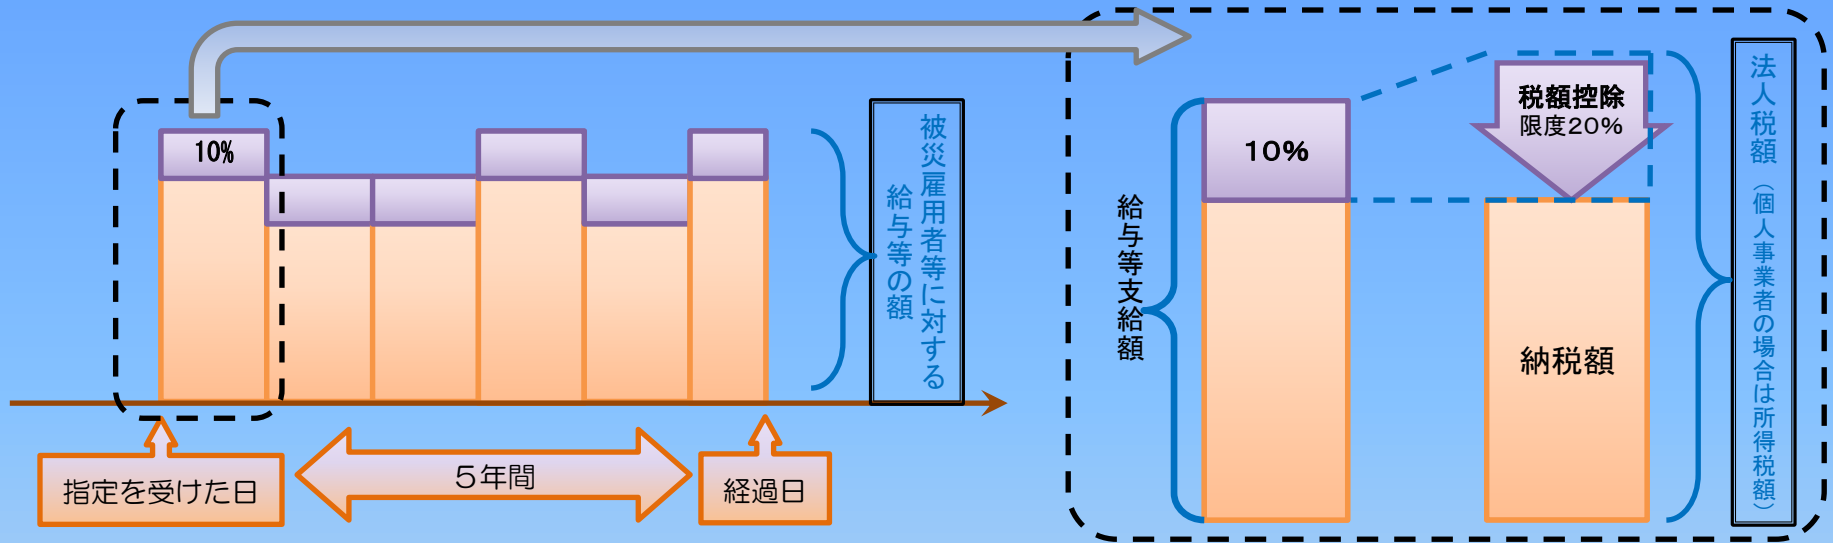 10%
被災雇用者等に対する
給与等の額
指定を受けた日
５年間
経過日
給与等支給額
10%
税額控除
限度20%
納税額
法人税額（個人事業者の場合は所得税額）